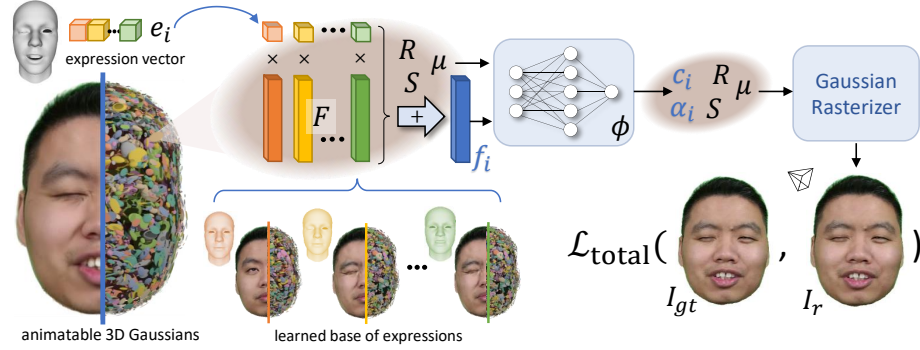 e_i
expression vector
× × ×
F
R
S
μ
+
f_i
ϕ
c_i R
α_i S μ
Gaussian
Rasterizer
ℒ_total( , )
I_gt
I_r
animatable 3D Gaussians
learned base of expressions